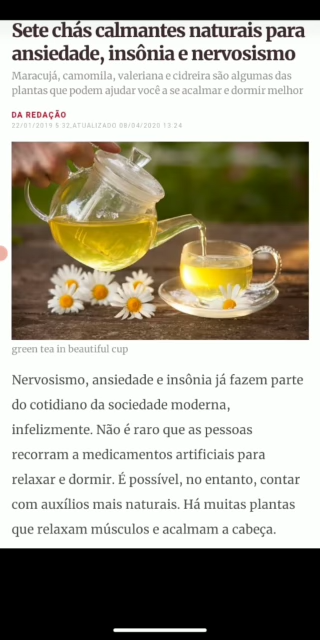 Sete chás calmantes naturais para
ansiedade, insônia e nervosismo
Maracujá, camomila, valeriana e cidreira são algumas das
plantas que podem ajudar você a se acalmar e dormir melhor
DA REDAÇÃO
22/01/2019 5:32,ATUALIZADO 08/04/2020 13:24
green tea in beautiful cup
Nervosismo, ansiedade e insônia já fazem parte
do cotidiano da sociedade moderna,
infelizmente. Não é raro que as pessoas
recorram a medicamentos artificiais para
relaxar e dormir. É possível, no entanto, contar
com auxílios mais naturais. Há muitas plantas
que relaxam músculos e acalmam a cabeça.